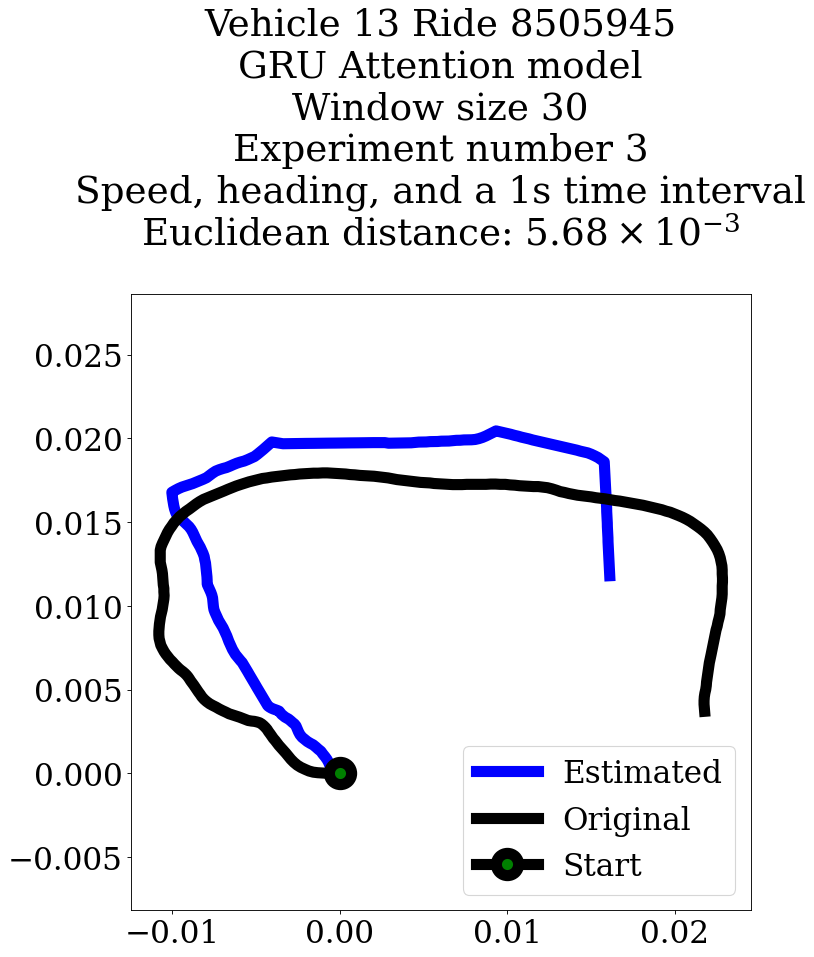 Vehicle 13 Ride 8505945
GRU Attention model
Window size 30
Experiment number 3
Speed, heading, and a 1s time interval
Euclidean distance: 5.68 × 10⁻³
0.025
0.020
0.015
0.010
0.005
0.000
−0.005
−0.01 0.00 0.01 0.02
Estimated
Original
Start